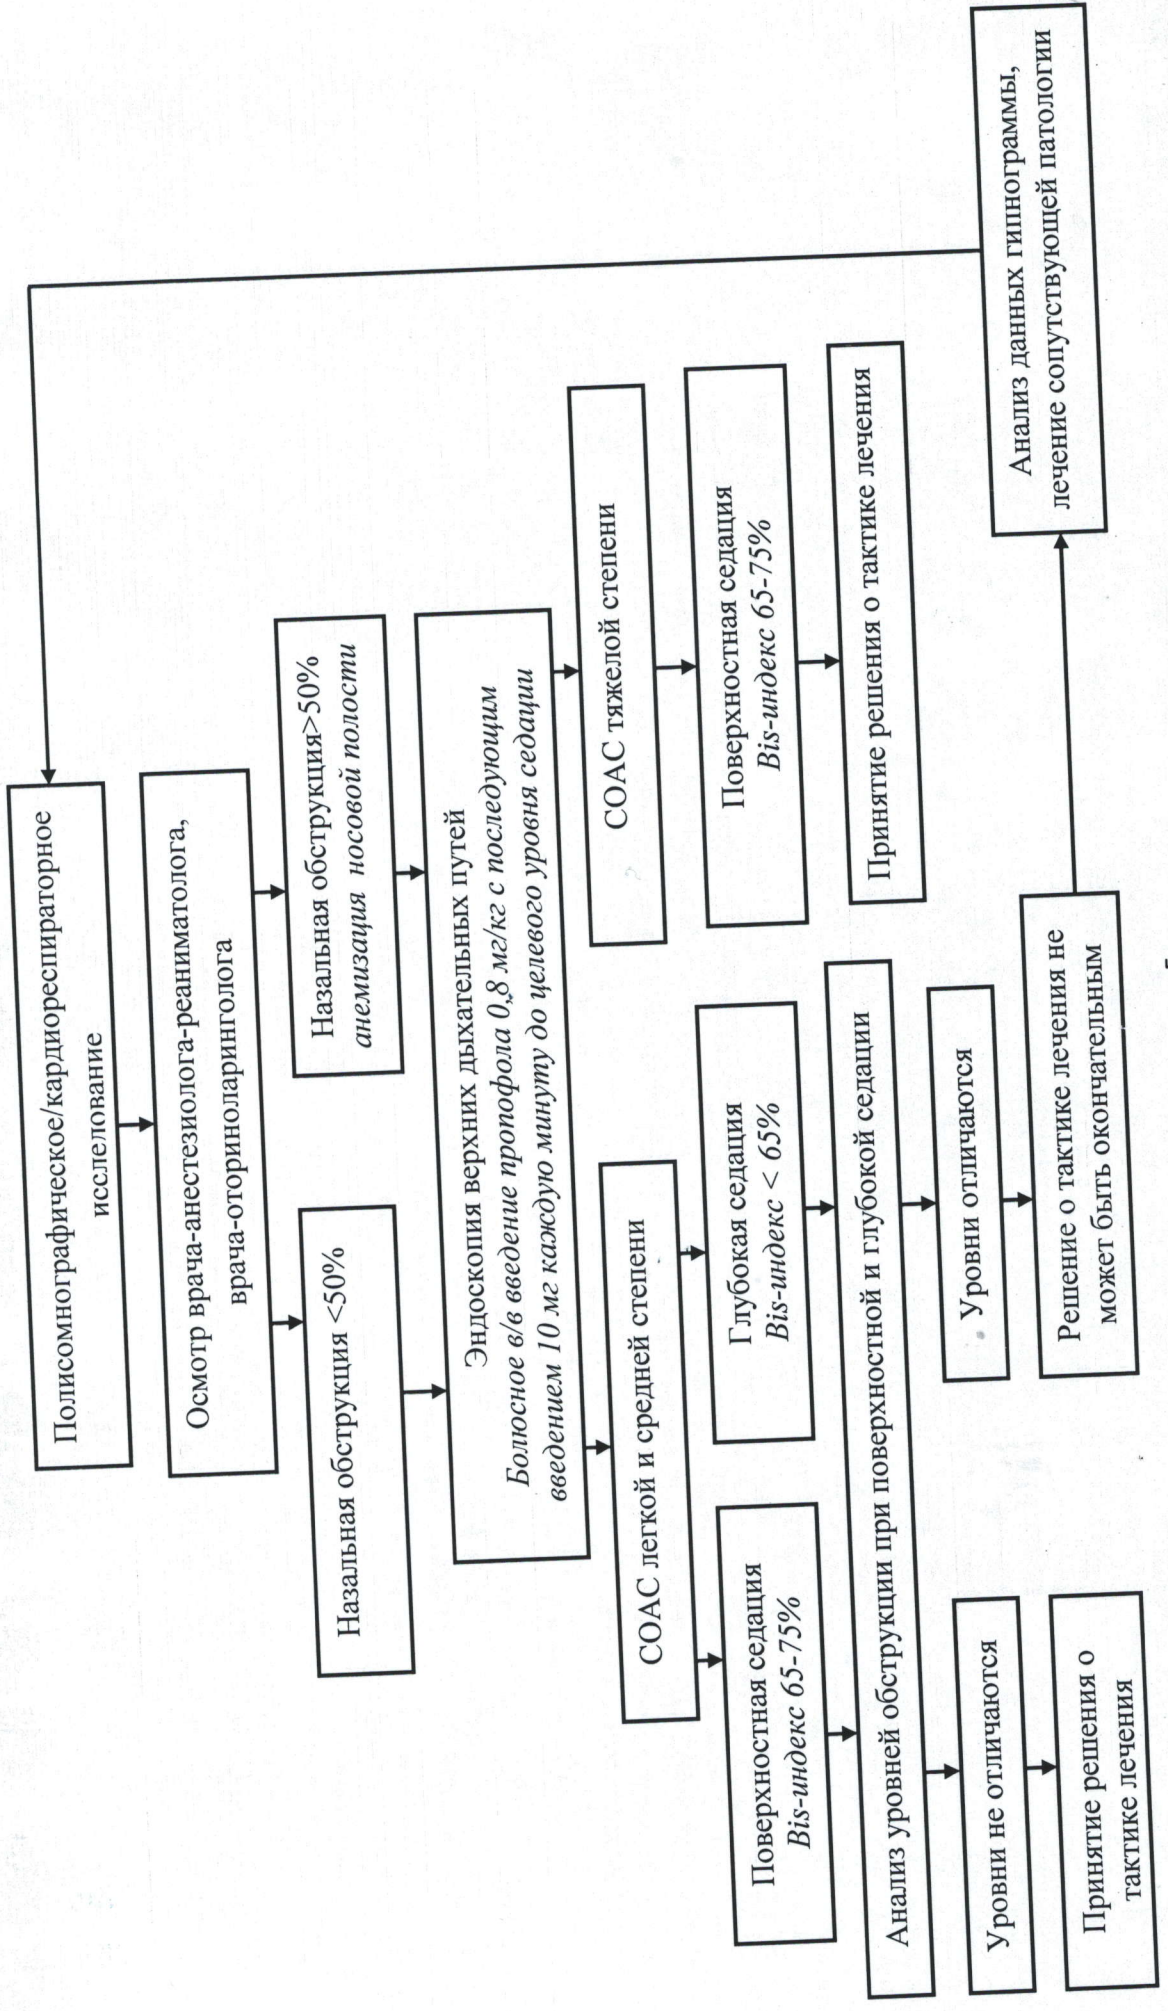 Полисомнографическое/кардиореспираторное
исслелование
Осмотр врача-анестезиолога-реаниматолога,
врача-оториноларинголога
Назальная обструкция <50%
Назальная обструкция>50%
анемизация носовой полости
Эндоскопия верхних дыхательных путей
Болюсное в/в введение пропофола 0,8 мг/кг с последующим
введением 10 мг каждую минуту до целевого уровня седации
СОАС легкой и средней степени
СОАС тяжелой степени
Поверхностная седация
Bis-индекс 65-75%
Глубокая седация
Bis-индекс < 65%
Поверхностная седация
Bis-индекс 65-75%
Анализ уровней обструкции при поверхностной и глубокой седации
Принятие решения о тактике лечения
Уровни не отличаются
Уровни отличаются
Принятие решения о
тактике лечения
Решение о тактике лечения не
может быть окончательным
Анализ данных гипнограммы,
лечение сопутствующей патологии